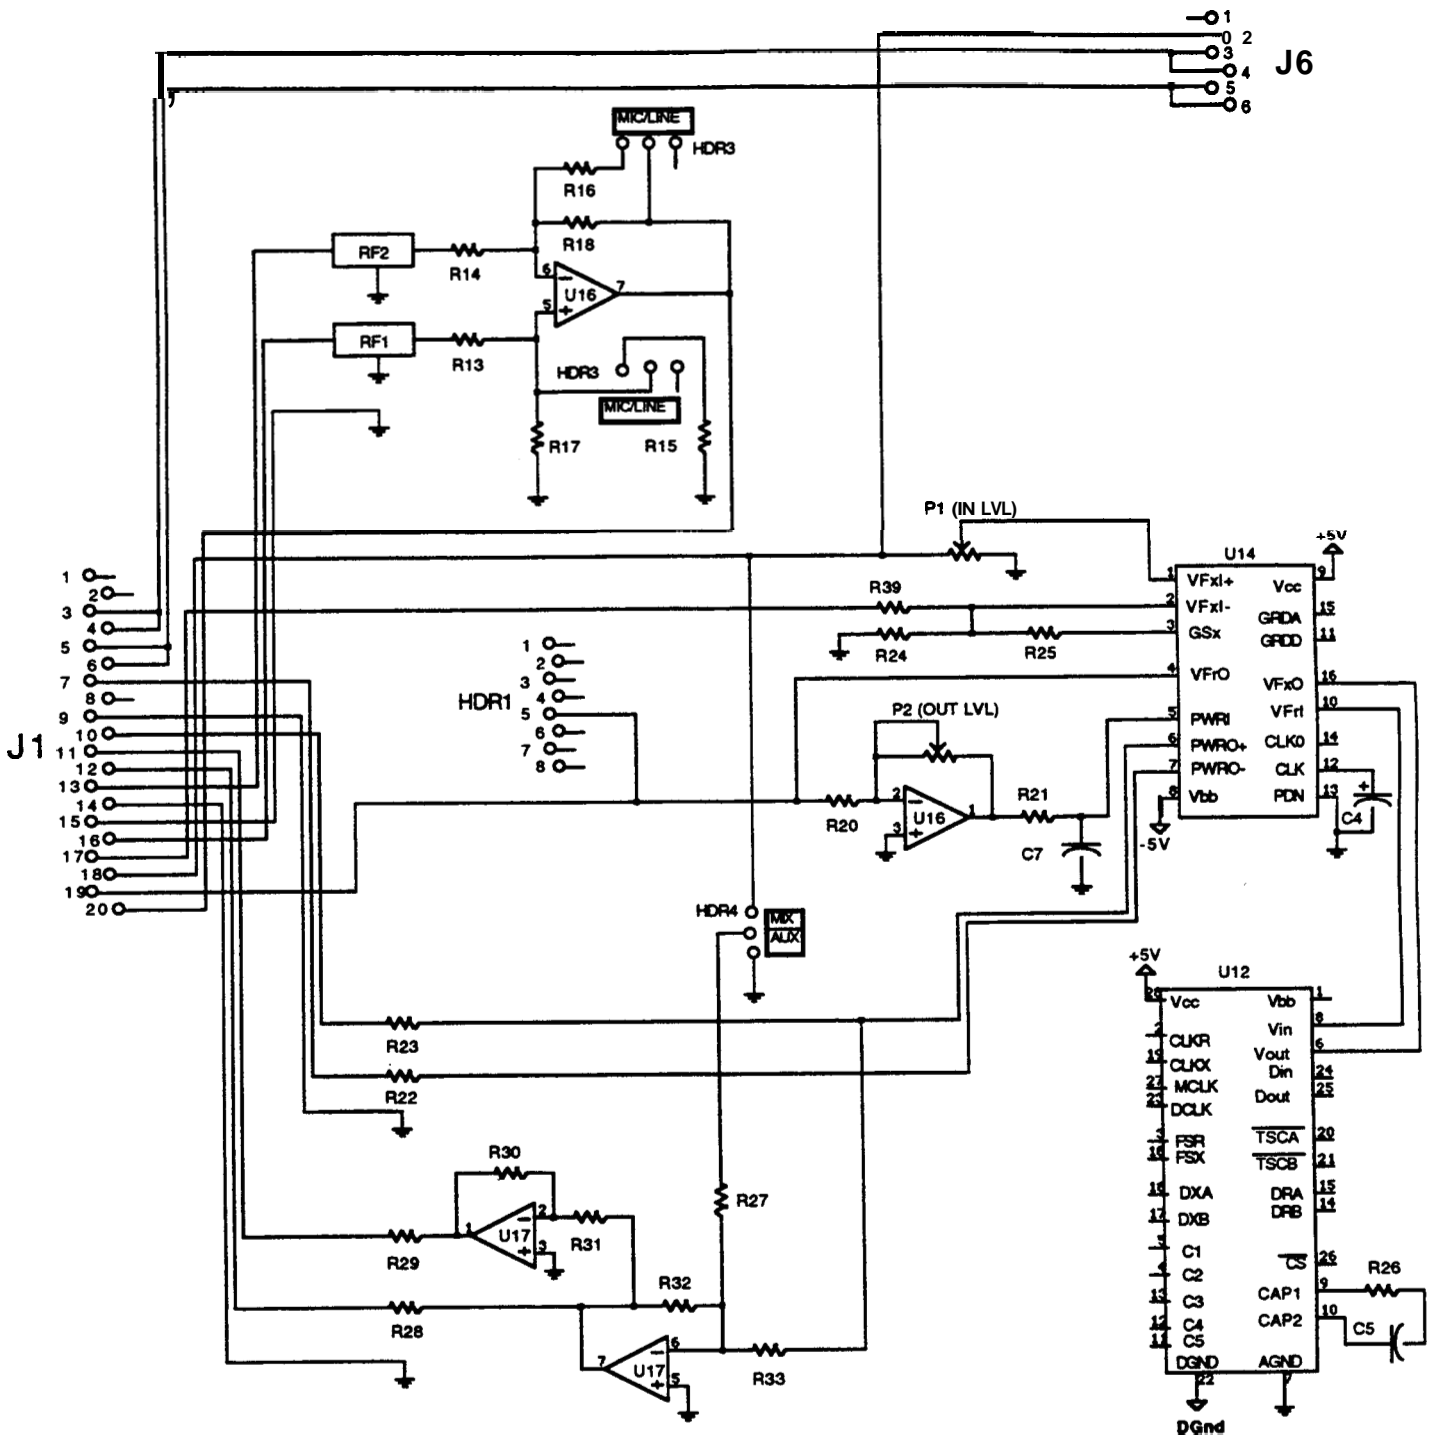 1
0 2
3
4
5
6
J6
MIC/LINE
HDR3
R16
R18
RF2
R14
6
5
7
U16
RF1
R13
HDR3
MIC/LINE
R17
R15
P1 (IN LVL)
U14
+5V
1 VFxI+
2 VFxI-
3 GSx
4 VFrO
5 PWRI
6 PWRO+
7 PWRO-
8 Vbb
-5V
Vcc 9
GRDA 15
GRDD 11
VFxO 16
VFrI 10
CLK0 14
CLK 12
PDN 13
+
C4
R39
R24
R25
J1
1
2
3
4
5
6
7
8
9
10
11
12
13
14
15
16
17
18
19
20
HDR1
1
2
3
4
5
6
7
8
P2 (OUT LVL)
R20
2
3
1
U16
R21
C7
HDR4
MIX
AUX
R23
R22
R30
1
2
3
U17
R31
R29
R27
R32
R28
7
6
5
U17
R33
+5V
U12
28 Vcc
CLKR
19 CLKX
27 MCLK
DCLK
FSR
FSX
DXA
17 DXB
C1
C2
13 C3
12 C4
11 C5
DGND
22
DGnd
Vbb 1
Vin 8
Vout 6
Din 24
Dout 25
TSCA 20
TSCB 21
DRA 15
DRB 14
CS 26
CAP1 9
CAP2 10
AGND
7
R26
C5